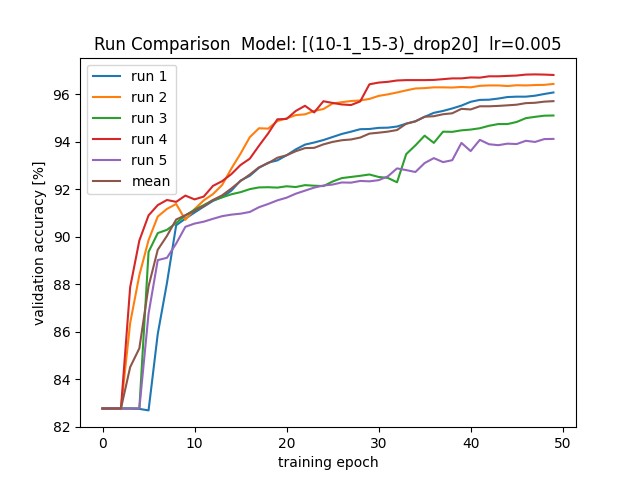 Run Comparison  Model: [(10-1_15-3)_drop20]  lr=0.005
validation accuracy [%]
96
94
92
90
88
86
84
82
run 1
run 2
run 3
run 4
run 5
mean
0
10
20
30
40
50
training epoch